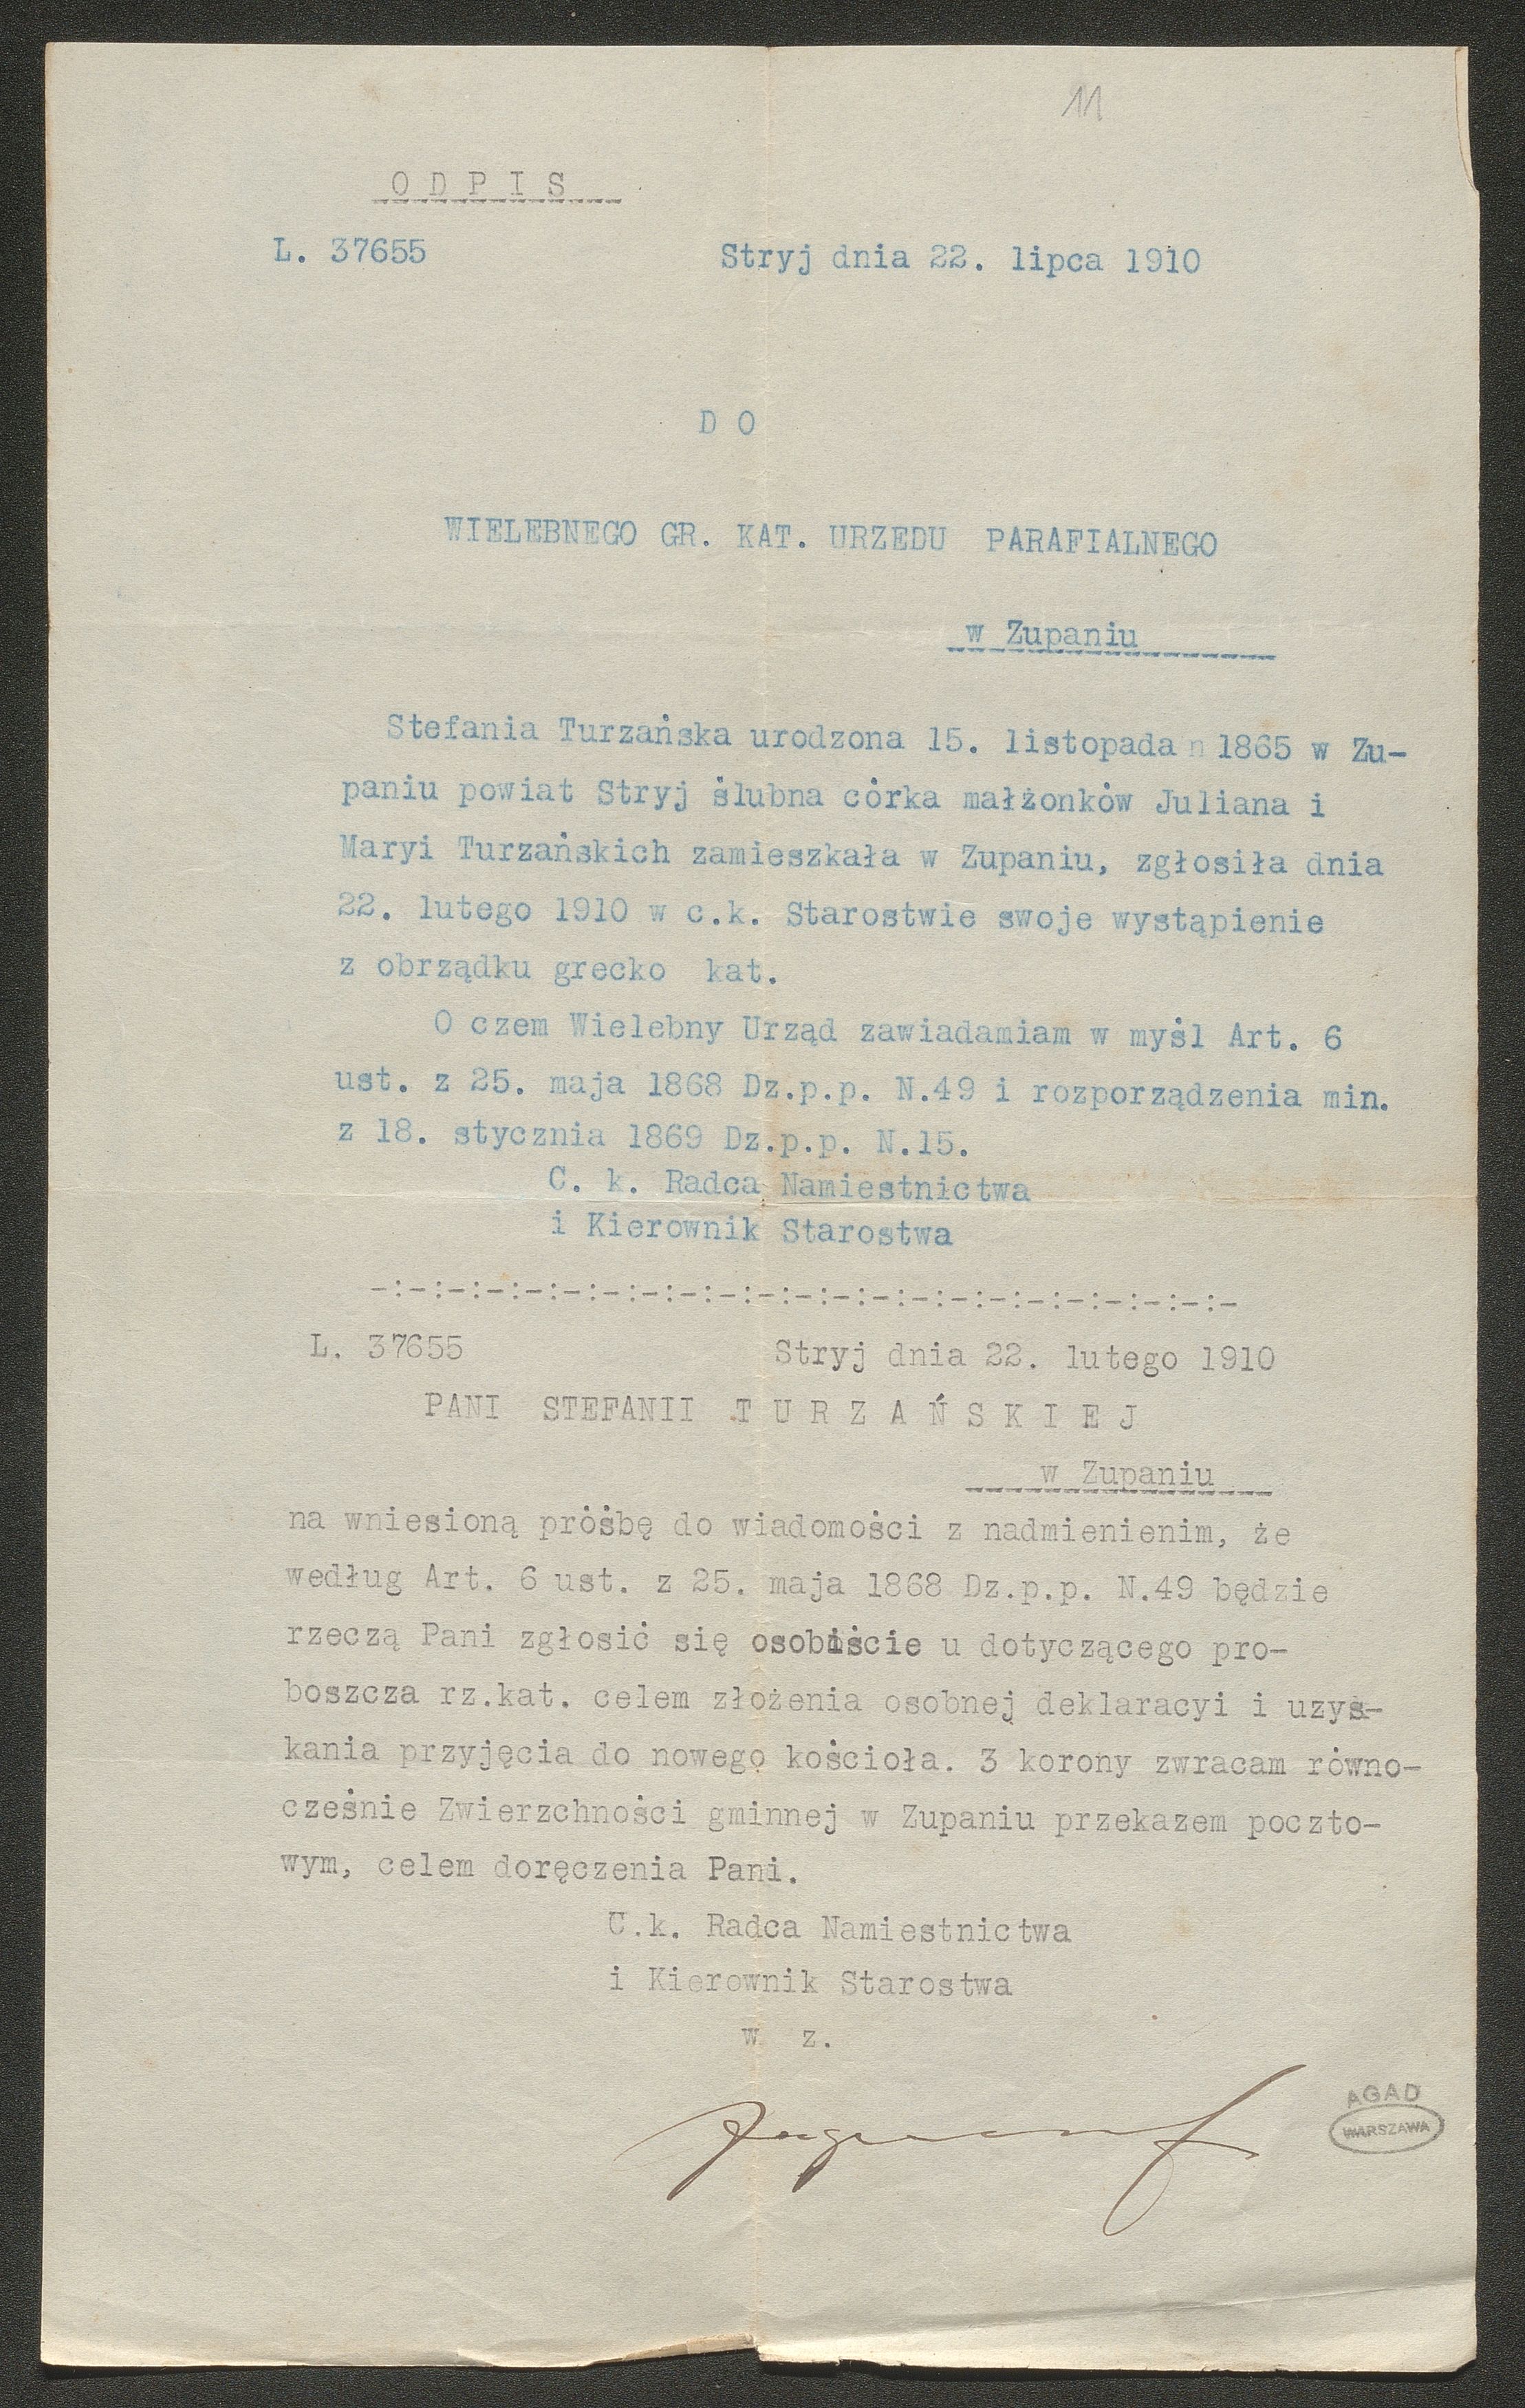 11
O D P I S
L. 37655 Stryj dnia 22. lipca 1910
D O
WIELEBNEGO GR. KAT. URZEDU PARAFIALNEGO
w Zupaniu
Stefania Turzańska urodzona 15. listopada n 1865 w Zu-
paniu powiat Stryj ślubna córka małżonków Juliana i
Maryi Turzańskich zamieszkała w Zupaniu, zgłosiła dnia
22. lutego 1910 w c.k. Starostwie swoje wystąpienie
z obrządku grecko kat.
O czem Wielebny Urząd zawiadamiam w myśl Art. 6
ust. z 25. maja 1868 Dz.p.p. N.49 i rozporządzenia min.
z 18. stycznia 1869 Dz.p.p. N.15.
C. k. Radca Namiestnictwa
i Kierownik Starostwa
-:-:-:-:-:-:-:-:-:-:-:-:-:-:-:-:-:-:-:-:-:-:-
L. 37655 Stryj dnia 22. lutego 1910
PANI STEFANII T U R Z A Ń S K I E J
w Zupaniu
na wniesioną próśbę do wiadomości z nadmienienim, że
według Art. 6 ust. z 25. maja 1868 Dz.p.p. N.49 będzie
rzeczą Pani zgłosić się osobiście u dotyczącego pro-
boszcza rz.kat. celem złożenia osobnej deklaracyi i uzys-
kania przyjęcia do nowego kościoła. 3 korony zwracam równo-
cześnie Zwierzchności gminnej w Zupaniu przekazem poczto-
wym, celem doręczenia Pani.
C.k. Radca Namiestnictwa
i Kierownik Starostwa
w z.
AGAD
WARSZAWA